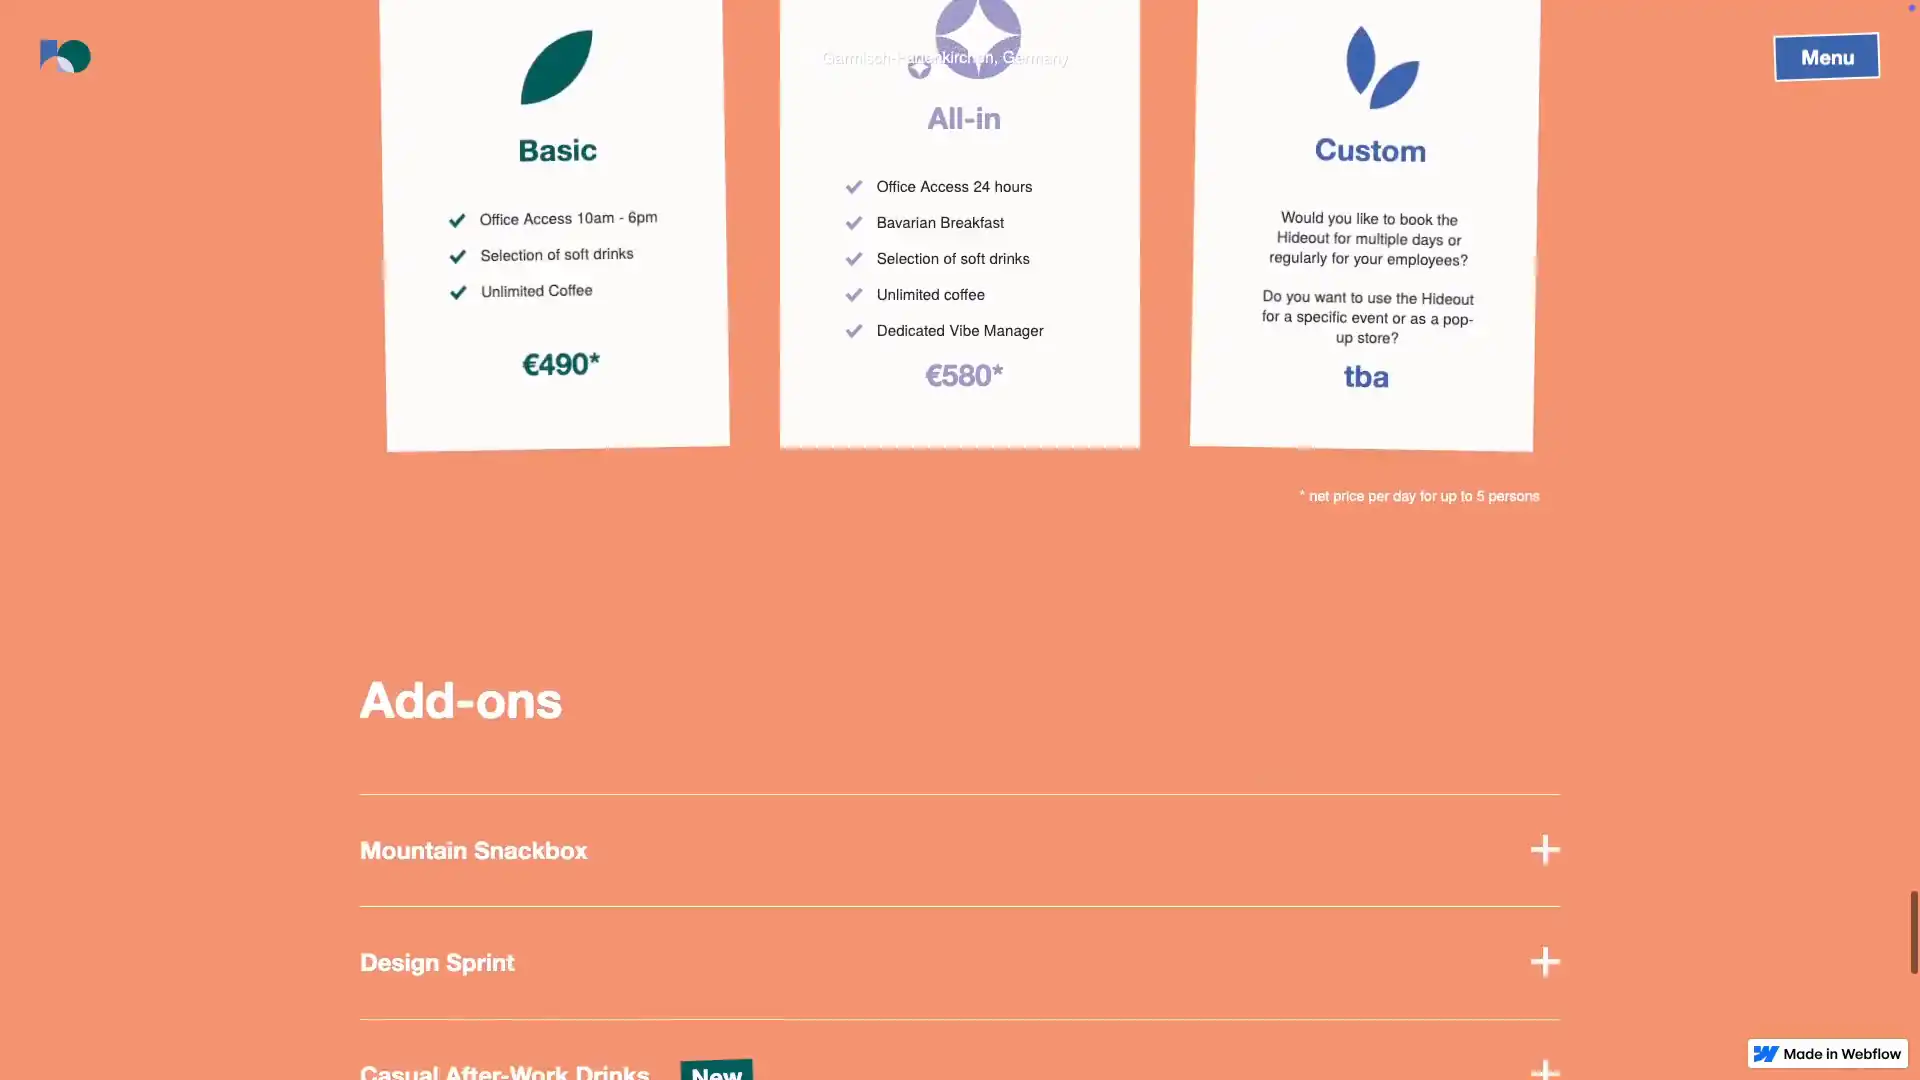 Garmisch-Partenkirchen, Germany
Menu
Basic
Office Access 10am - 6pm
Selection of soft drinks
Unlimited Coffee
€490*
All-in
Office Access 24 hours
Bavarian Breakfast
Selection of soft drinks
Unlimited coffee
Dedicated Vibe Manager
€580*
Custom
Would you like to book the
Hideout for multiple days or
regularly for your employees?
Do you want to use the Hideout
for a specific event or as a pop-
up store?
tba
* net price per day for up to 5 persons
Add-ons
Mountain Snackbox
Design Sprint
Casual After-Work Drinks New
Made in Webflow